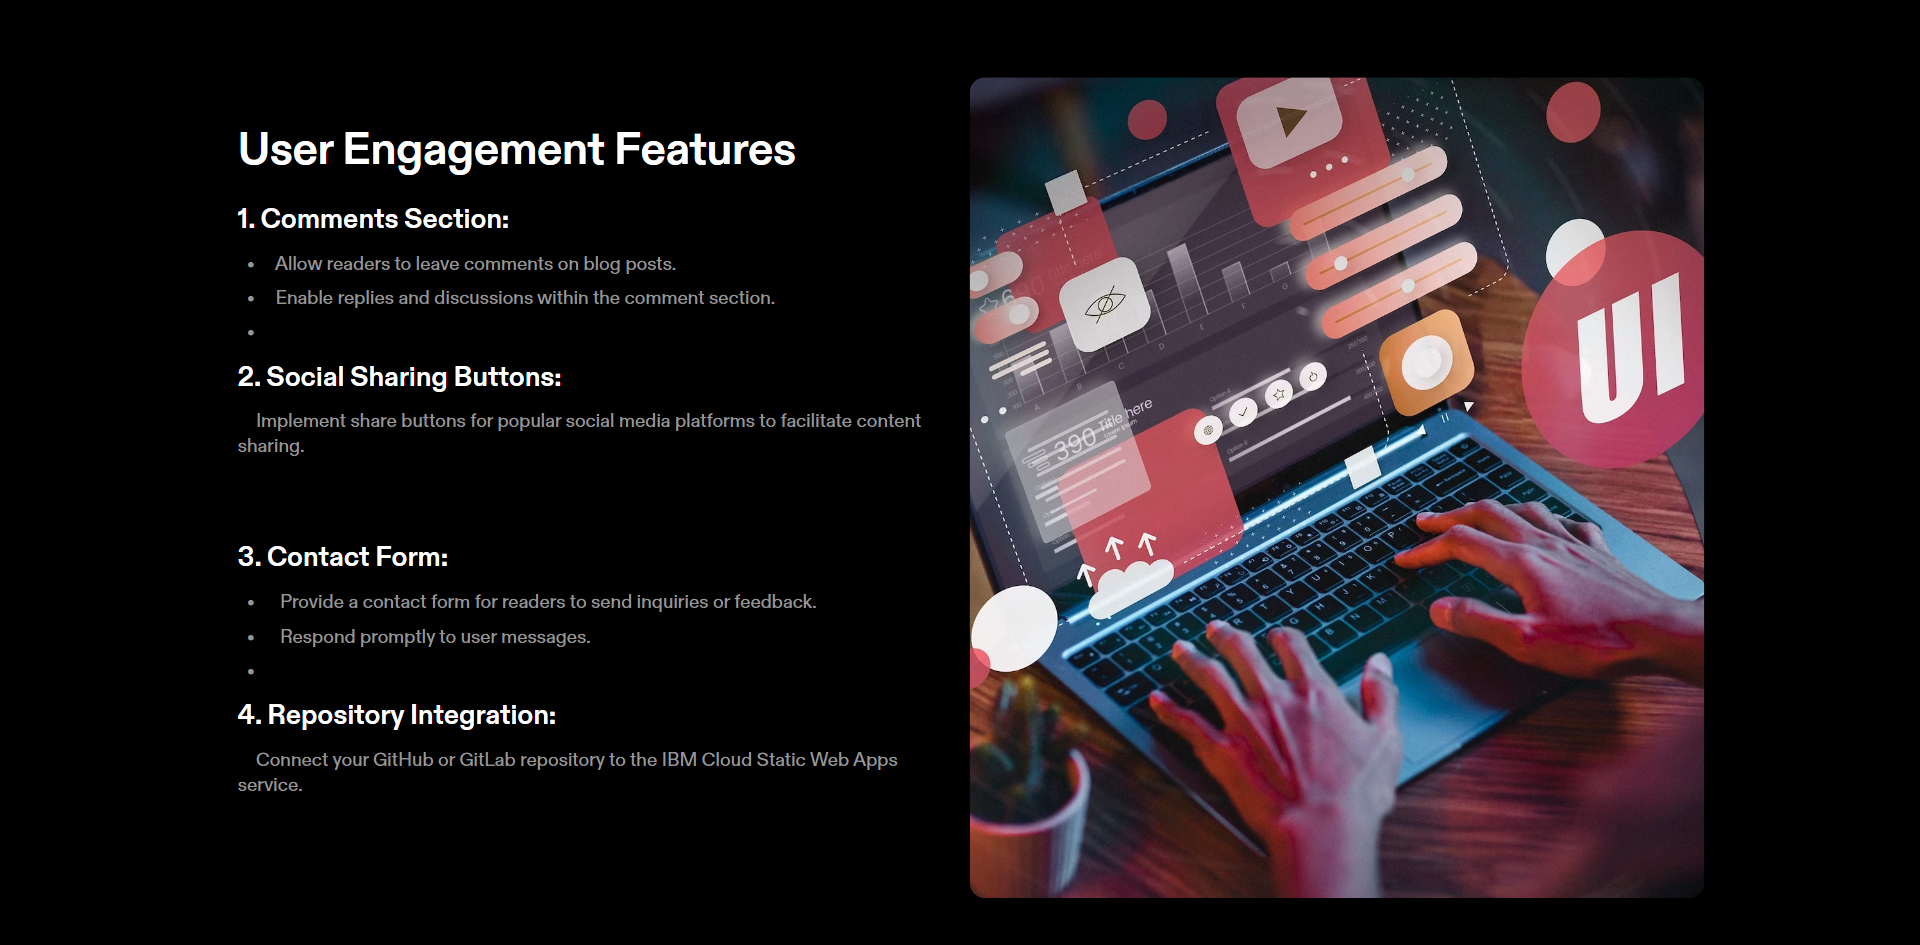 User Engagement Features
1. Comments Section:
• Allow readers to leave comments on blog posts.
• Enable replies and discussions within the comment section.
•
2. Social Sharing Buttons:
Implement share buttons for popular social media platforms to facilitate content
sharing.
3. Contact Form:
• Provide a contact form for readers to send inquiries or feedback.
• Respond promptly to user messages.
•
4. Repository Integration:
Connect your GitHub or GitLab repository to the IBM Cloud Static Web Apps
service.
UI
390 Title here